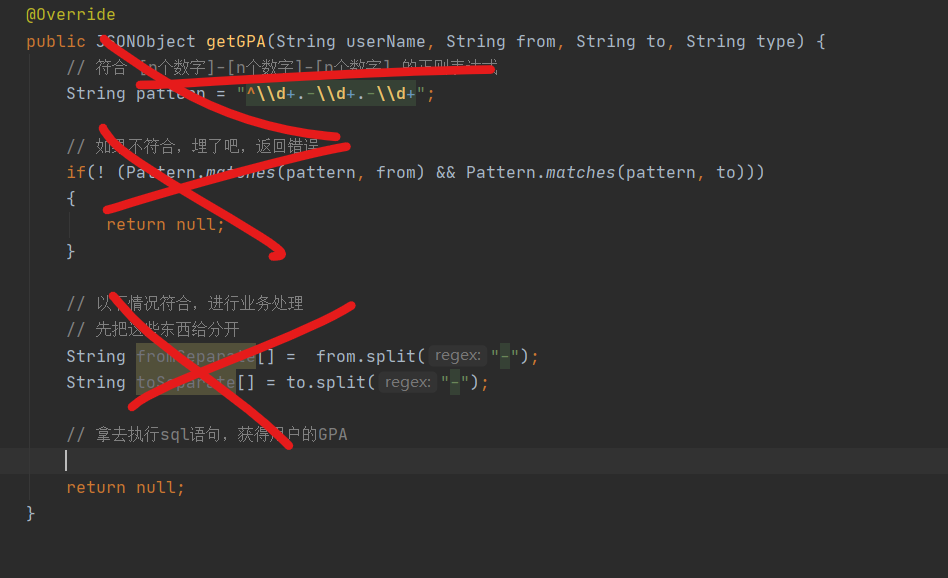 @Override
public JSONObject getGPA(String userName, String from, String to, String type) {
// 符合 [n个数字]-[n个数字]-[n个数字] 的正则表达式
String pattern = "^\\d+.-\\d+.-\\d+";
// 如果不符合，埋了吧，返回错误
if(! (Pattern.matches(pattern, from) && Pattern.matches(pattern, to)))
{
return null;
}
// 以下情况符合，进行业务处理
// 先把这些东西给分开
String fromSeparate[] =  from.split( regex: "-");
String toSeparate[] = to.split( regex: "-");
// 拿去执行sql语句，获得用户的GPA
return null;
}